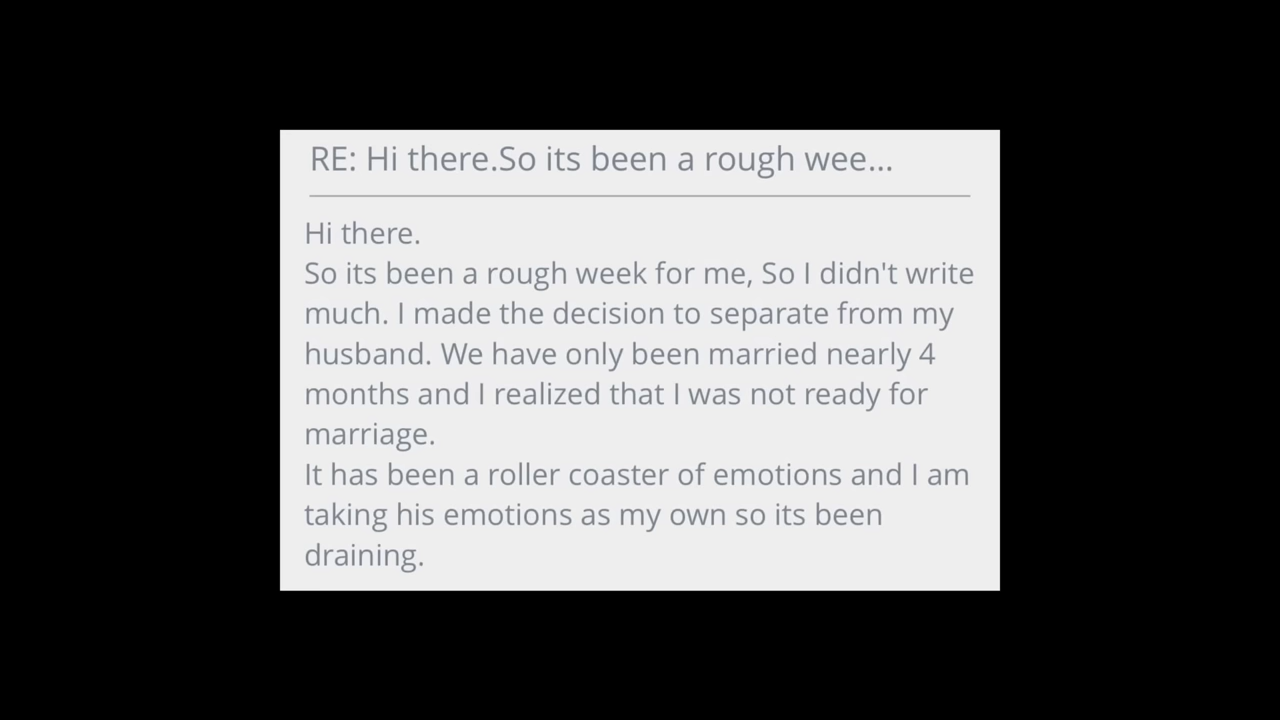 RE: Hi there.So its been a rough wee...
Hi there.
So its been a rough week for me, So I didn't write
much. I made the decision to separate from my
husband. We have only been married nearly 4
months and I realized that I was not ready for
marriage.
It has been a roller coaster of emotions and I am
taking his emotions as my own so its been
draining.